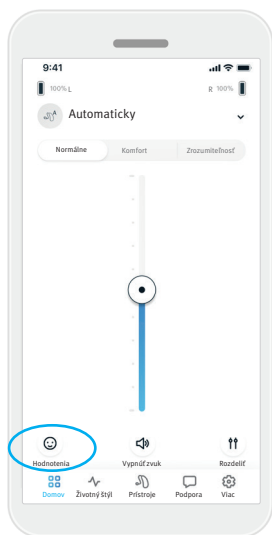 9:41
100% L
R 100%
Automaticky
Normálne Komfort Zrozumiteľnosť
Hodnotenia Vypnúť zvuk Rozdeliť
Domov Životný štýl Prístroje Podpora Viac